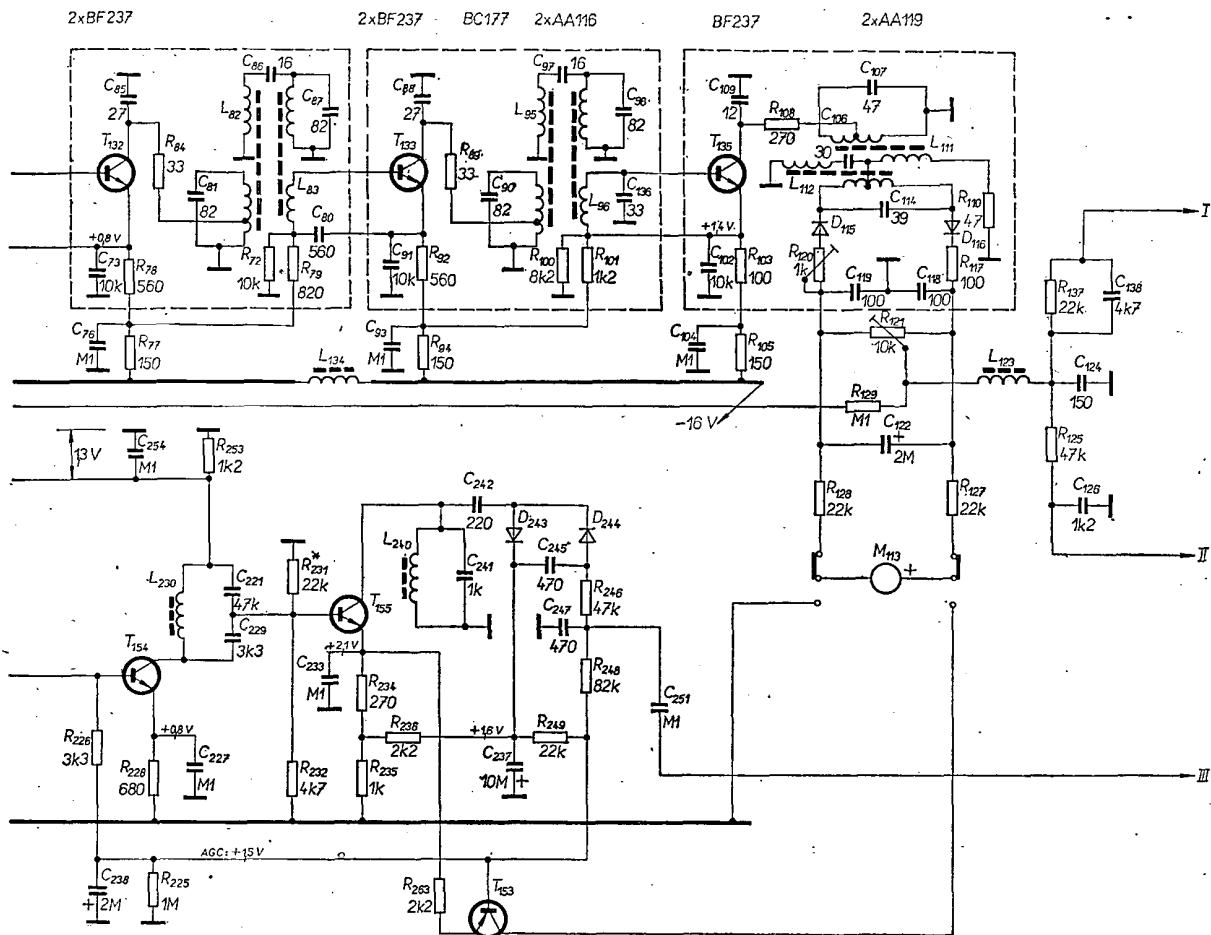 2xBF237 2xBF237 BC177 2xAA116 BF237 2xAA119
C85 27
T132
R84 33
C81 82
L82
C86 16
C87 82
L83
C80 560
+0,8V
C73 10k
R78 560
R72 10k
R79 820
C76 M1
R77 150
L134
C88 27
T133
R89 33
C90 82
L95
C97 16
C98 82
L96
C136 33
C91 10k
R92 560
R100 8k2
R101 1k2
C93 M1
R94 150
C109 12
T135
R108 270
C107 47
C106 30
L111
L112
C114 39
R110 47
D115
D116
R120 1k
R117 100
C119 100
C118 100
+1,4V
C102 10k
R103 100
C104 M1
R105 150
R121 10k
R129 M1
-16 V
C122 + 2M
R128 22k
R127 22k
M113 +
L123
R137 22k
C138 4k7
C124 150
R125 47k
C126 1k2
I
II
III
13V
C254 M1
R253 1k2
L230
C221 47k
C229 3k3
T154
R226 3k3
+0,8V
R228 680
C227 M1
R231* 22k
R232 4k7
T155
+2,1V
C233 M1
R234 270
R235 1k
R236 2k2
L240
C241 1k
C242 220
D243
D244
C245 470
R246 47k
C247 470
R248 82k
+1,6V
R249 22k
C237 10M +
C251 M1
AGC: +1,5V
C238 + 2M
R225 1M
R263 2k2
T153